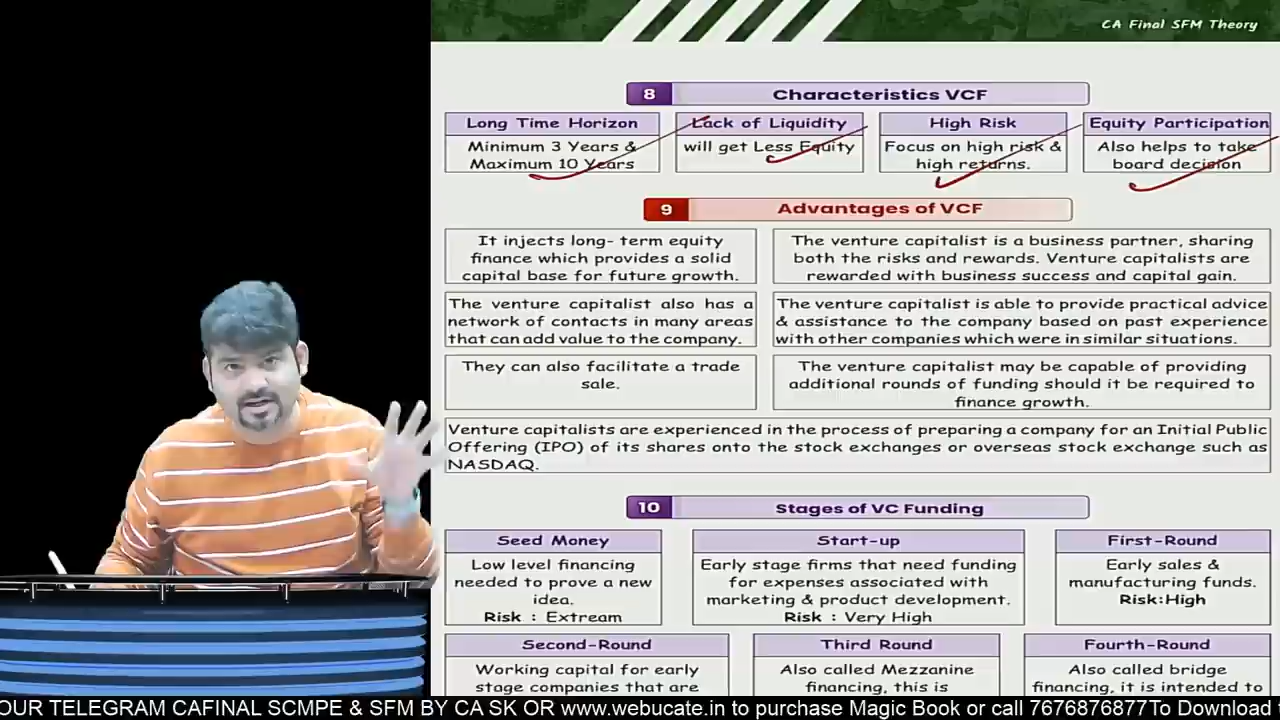 CA Final SFM Theory
8 Characteristics VCF
Long Time Horizon
Minimum 3 Years &
Maximum 10 Years
Lack of Liquidity
will get Less Equity
High Risk
Focus on high risk &
high returns.
Equity Participation
Also helps to take
board decision
9 Advantages of VCF
It injects long- term equity
finance which provides a solid
capital base for future growth.
The venture capitalist is a business partner, sharing
both the risks and rewards. Venture capitalists are
rewarded with business success and capital gain.
The venture capitalist also has a
network of contacts in many areas
that can add value to the company.
The venture capitalist is able to provide practical advice
& assistance to the company based on past experience
with other companies which were in similar situations.
They can also facilitate a trade
sale.
The venture capitalist may be capable of providing
additional rounds of funding should it be required to
finance growth.
Venture capitalists are experienced in the process of preparing a company for an Initial Public
Offering (IPO) of its shares onto the stock exchanges or overseas stock exchange such as
NASDAQ.
10 Stages of VC Funding
Seed Money
Low level financing
needed to prove a new
idea.
Risk : Extream
Start-up
Early stage firms that need funding
for expenses associated with
marketing & product development.
Risk : Very High
First-Round
Early sales &
manufacturing funds.
Risk:High
Second-Round
Working capital for early
stage companies that are
Third Round
Also called Mezzanine
financing, this is
Fourth-Round
Also called bridge
financing, it is intended to
OUR TELEGRAM CAFINAL SCMPE & SFM BY CA SK OR www.webucate.in to purchase Magic Book or call 7676876877To Download